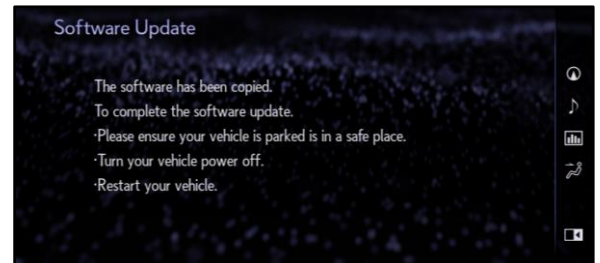 Software Update
The software has been copied.
To complete the software update.
·Please ensure your vehicle is parked is in a safe place.
·Turn your vehicle power off.
·Restart your vehicle.